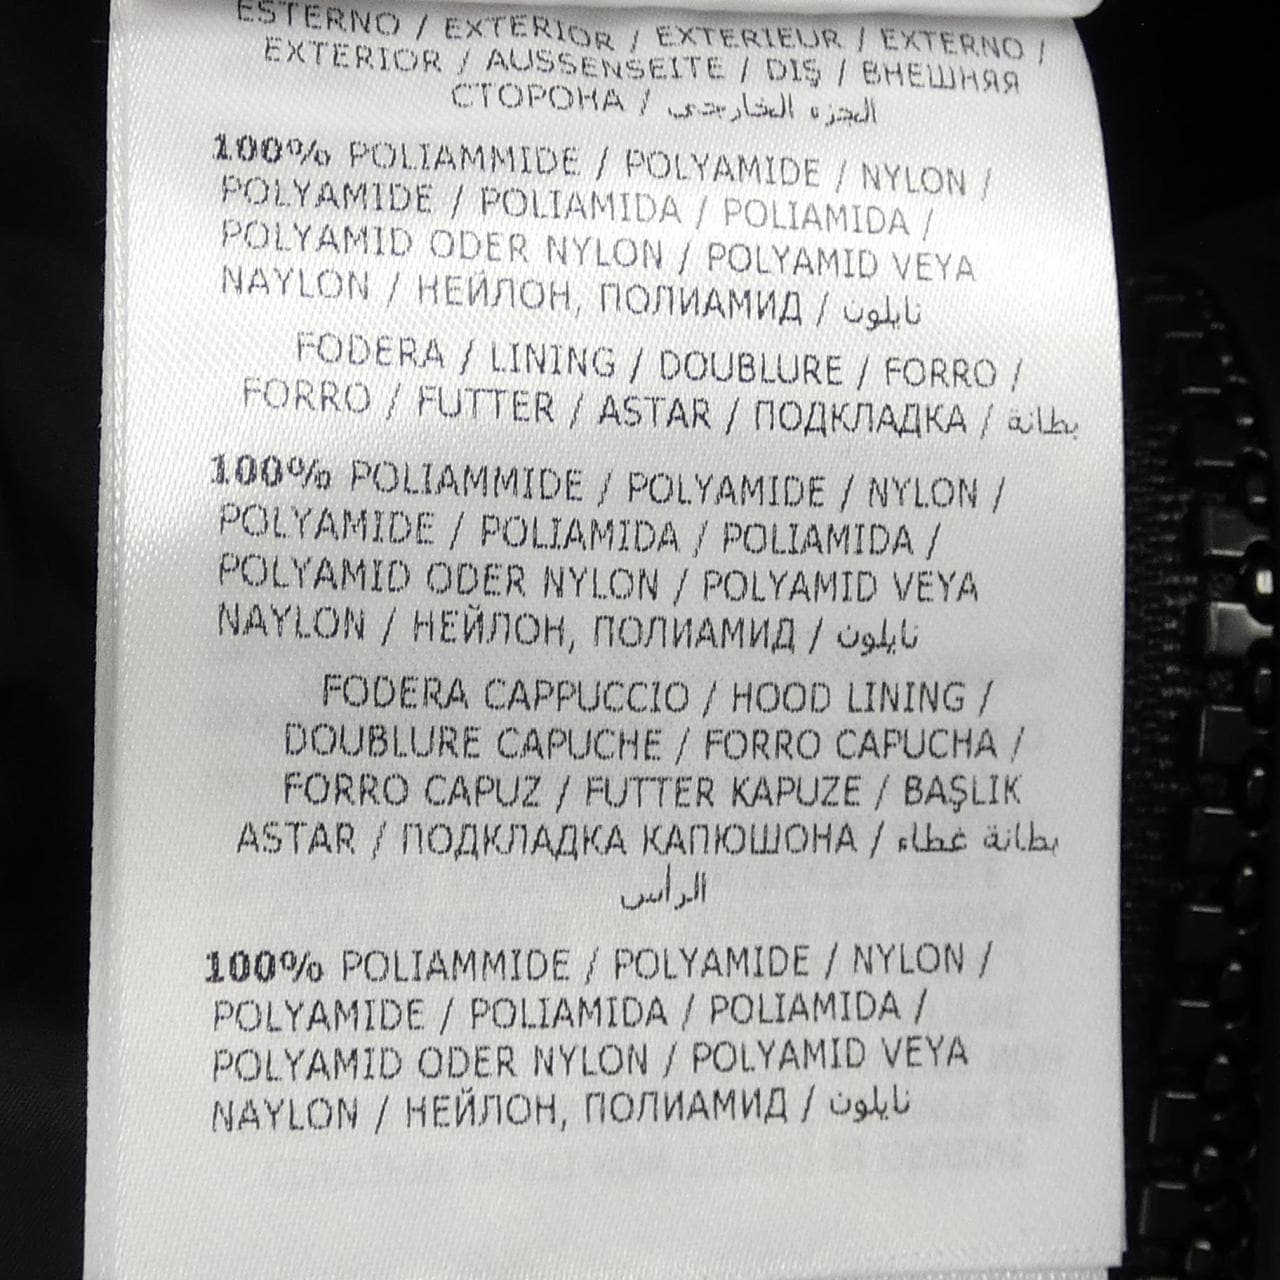 ESTERNO / EXTERIOR / EXTERIEUR / EXTERNO /
EXTERIOR / AUSSENSEITE / DIŞ / ВНЕШНЯЯ
СТОРОНА / الجزء الخارجي
100% POLIAMMIDE / POLYAMIDE / NYLON /
POLYAMIDE / POLIAMIDA / POLIAMIDA /
POLYAMID ODER NYLON / POLYAMID VEYA
NAYLON / НЕЙЛОН, ПОЛИАМИД / نايلون
FODERA / LINING / DOUBLURE / FORRO /
FORRO / FUTTER / ASTAR / ПОДКЛАДКА / بطانة
100% POLIAMMIDE / POLYAMIDE / NYLON /
POLYAMIDE / POLIAMIDA / POLIAMIDA /
POLYAMID ODER NYLON / POLYAMID VEYA
NAYLON / НЕЙЛОН, ПОЛИАМИД / نايلون
FODERA CAPPUCCIO / HOOD LINING /
DOUBLURE CAPUCHE / FORRO CAPUCHA /
FORRO CAPUZ / FUTTER KAPUZE / BAŞLIK
ASTAR / ПОДКЛАДКА КАПЮШОНА / بطانة غطاء
الرأس
100% POLIAMMIDE / POLYAMIDE / NYLON /
POLYAMIDE / POLIAMIDA / POLIAMIDA /
POLYAMID ODER NYLON / POLYAMID VEYA
NAYLON / НЕЙЛОН, ПОЛИАМИД / نايلون